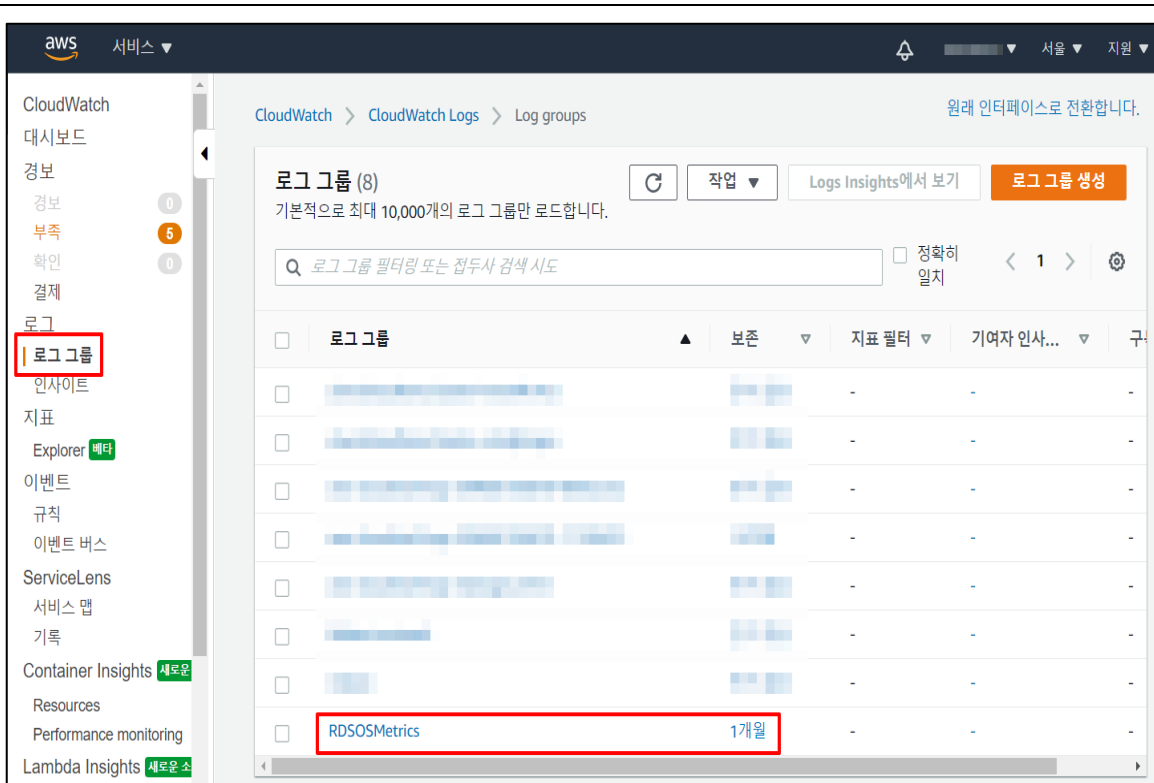 aws 서비스 ▼ ▼ 서울 ▼ 지원 ▼
CloudWatch
대시보드
경보
경보 0
부족 5
확인 0
결제
로그
로그 그룹
인사이트
지표
Explorer 베타
이벤트
규칙
이벤트 버스
ServiceLens
서비스 맵
기록
Container Insights 새로운
Resources
Performance monitoring
Lambda Insights 새로운 소
CloudWatch > CloudWatch Logs > Log groups
원래 인터페이스로 전환합니다.
로그 그룹 (8)
작업 ▼
Logs Insights에서 보기
로그 그룹 생성
기본적으로 최대 10,000개의 로그 그룹만 로드합니다.
로그 그룹 필터링 또는 접두사 검색 시도
정확히
일치
< 1 >
로그 그룹 ▲ 보존 ▽ 지표 필터 ▽ 기여자 인사... ▽
- - -
- - -
- - -
- - -
- - -
- - -
- - -
RDSOSMetrics 1개월 - - -